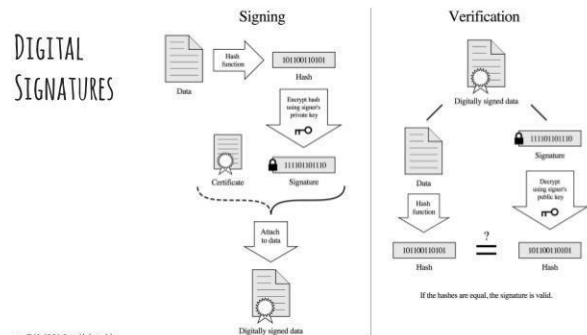 DIGITAL
SIGNATURES
Signing
Hash
function
101100110101
Hash
Data
Encrypt hash
using signer's
private key
Certificate
111101101110
Signature
Attach
to data
Digitally signed data
Verification
Digitally signed data
Data
111101101110
Signature
Hash
function
Decrypt
using signer's
public key
101100110101
Hash
?
=
101100110101
Hash
If the hashes are equal, the signature is valid.